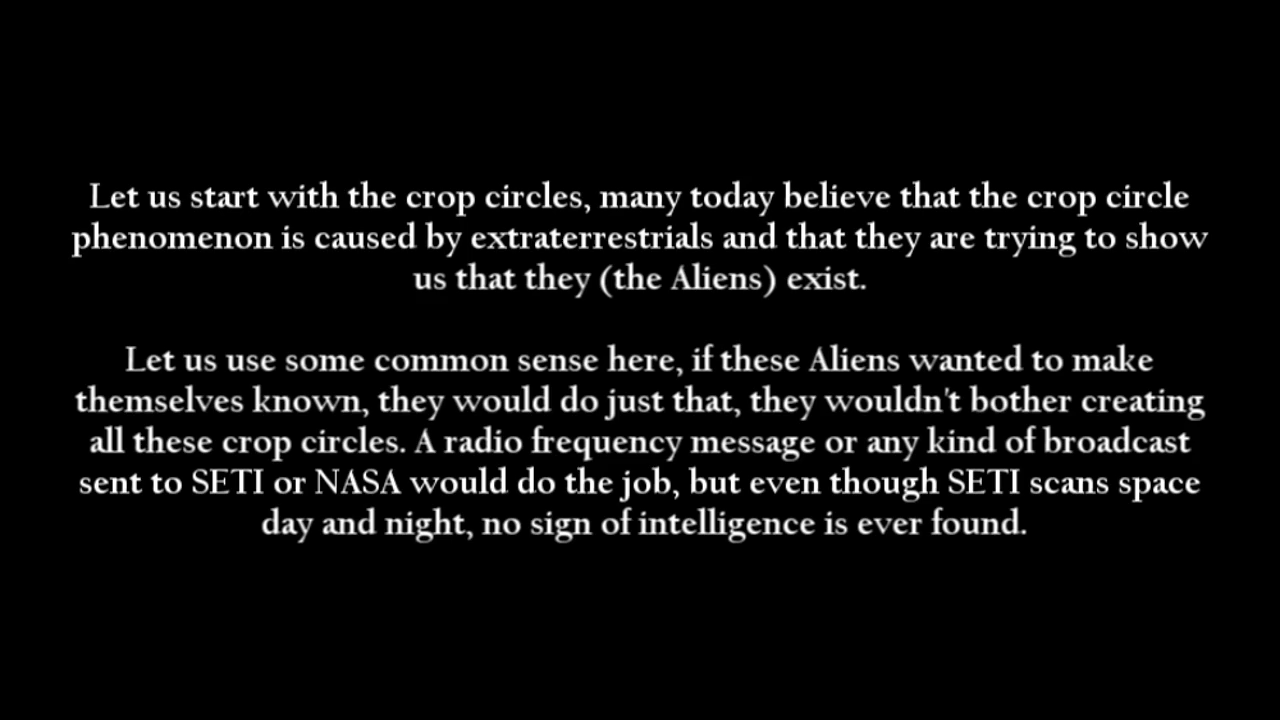 Let us start with the crop circles, many today believe that the crop circle
phenomenon is caused by extraterrestrials and that they are trying to show
us that they (the Aliens) exist.
Let us use some common sense here, if these Aliens wanted to make
themselves known, they would do just that, they wouldn't bother creating
all these crop circles. A radio frequency message or any kind of broadcast
sent to SETI or NASA would do the job, but even though SETI scans space
day and night, no sign of intelligence is ever found.